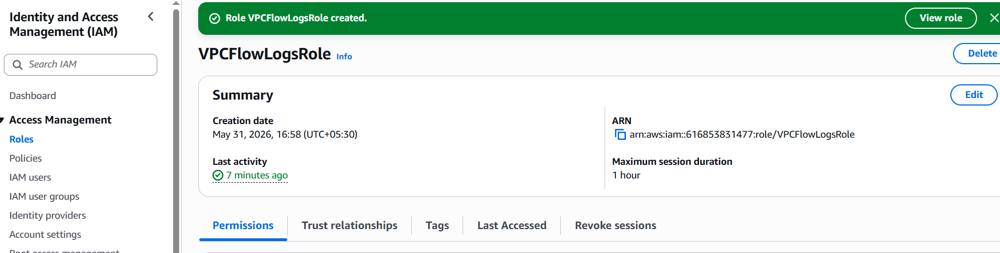 Identity and Access
Management (IAM)
Search IAM
Dashboard
Access Management
Roles
Policies
IAM users
IAM user groups
Identity providers
Account settings
Root access management
Role VPCFlowLogsRole created.
View role
VPCFlowLogsRole Info
Delete
Summary
Edit
Creation date
May 31, 2026, 16:58 (UTC+05:30)
ARN
arn:aws:iam::616853831477:role/VPCFlowLogsRole
Last activity
7 minutes ago
Maximum session duration
1 hour
Permissions
Trust relationships
Tags
Last Accessed
Revoke sessions